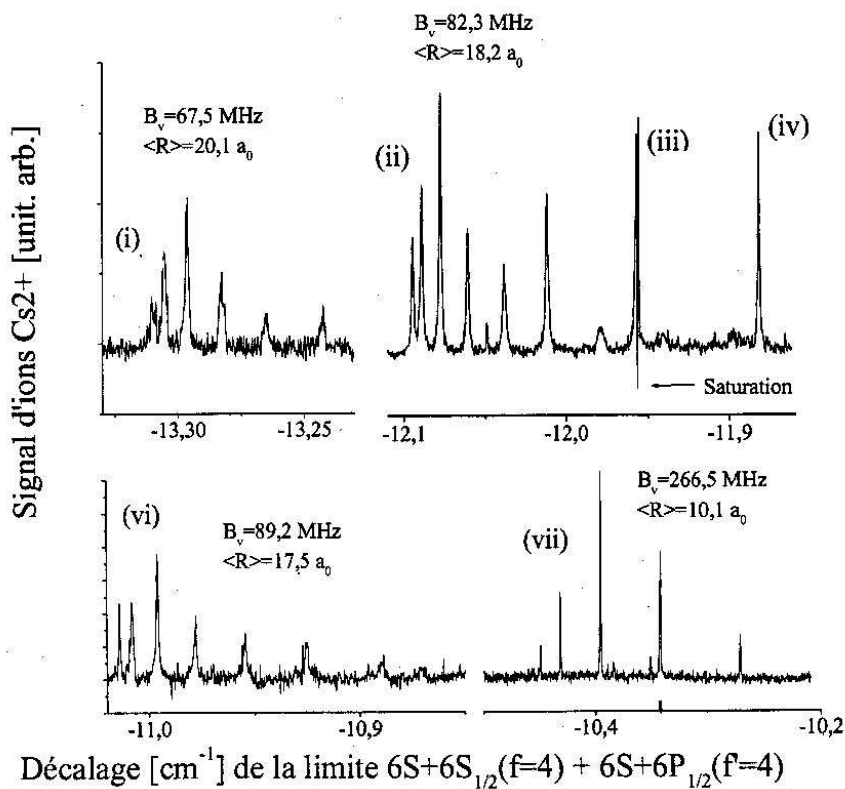 Signal d'ions Cs2+ [unit. arb.]
B_v=67,5 MHz
<R>=20,1 a_0
(i)
B_v=82,3 MHz
<R>=18,2 a_0
(ii)
(iii)
(iv)
Saturation
-13,30 -13,25
-12,1 -12,0 -11,9
(vi)
B_v=89,2 MHz
<R>=17,5 a_0
(vii)
B_v=266,5 MHz
<R>=10,1 a_0
-11,0 -10,9
-10,4 -10,2
Décalage [cm^-1] de la limite 6S+6S_1/2(f=4) + 6S+6P_1/2(f'=4)